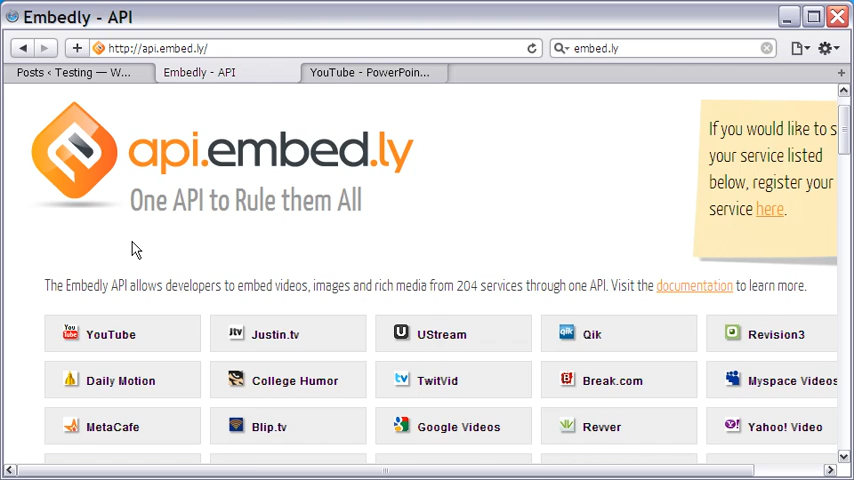 Embedly - API
http://api.embed.ly/
embed.ly
Posts ‹ Testing — W...
Embedly - API
YouTube - PowerPoin...
api.embed.ly
One API to Rule them All
If you would like to s
your service listed
below, register your
service here.
The Embedly API allows developers to embed videos, images and rich media from 204 services through one API. Visit the documentation to learn more.
You Tube YouTube
jtv Justin.tv
UStream
qik Qik
Revision3
Daily Motion
College Humor
TwitVid
B! Break.com
Myspace Videos
MetaCafe
Blip.tv
Google Videos
Revver
Y! Yahoo! Video